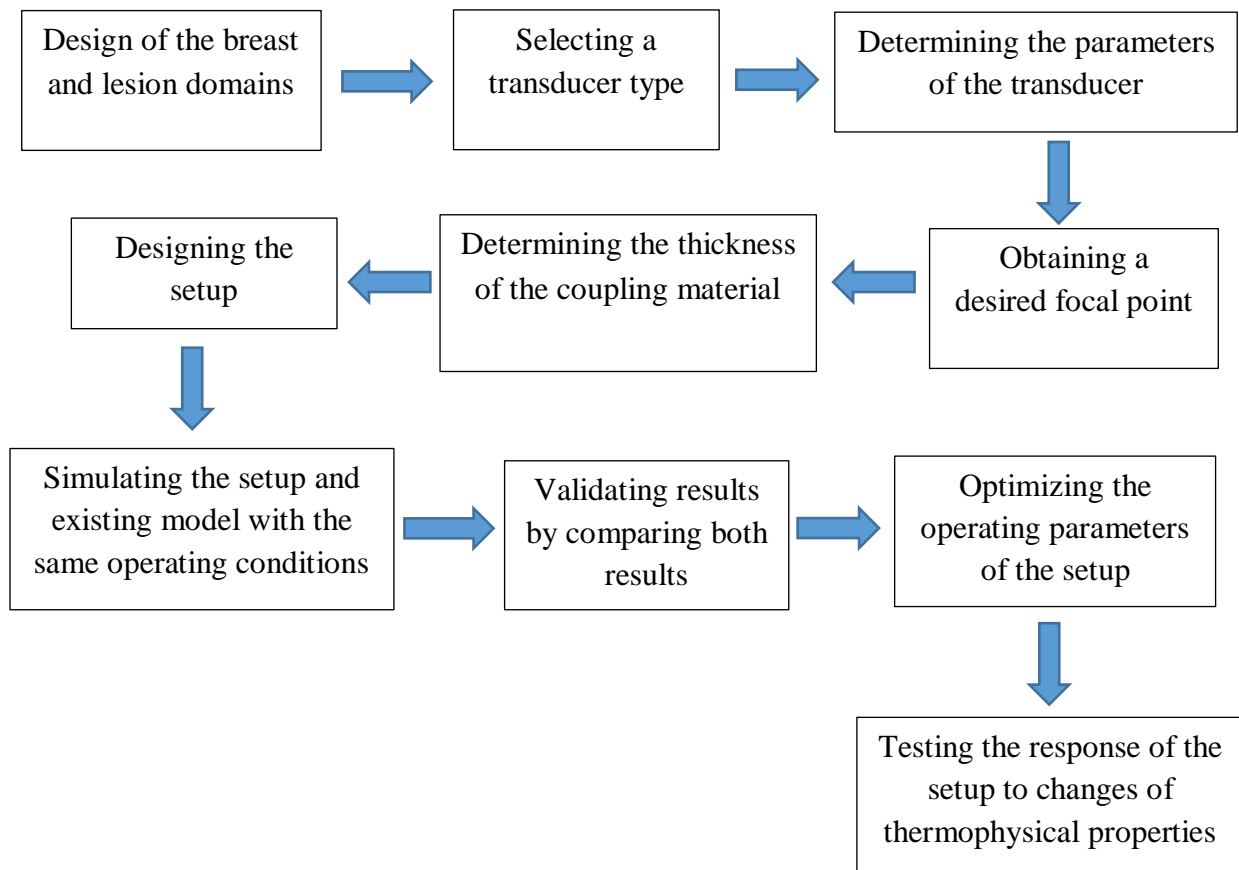 Design of the breast
and lesion domains
Selecting a
transducer type
Determining the parameters
of the transducer
Obtaining a
desired focal point
Determining the thickness
of the coupling material
Designing the
setup
Simulating the setup and
existing model with the
same operating conditions
Validating results
by comparing both
results
Optimizing the
operating parameters
of the setup
Testing the response of the
setup to changes of
thermophysical properties